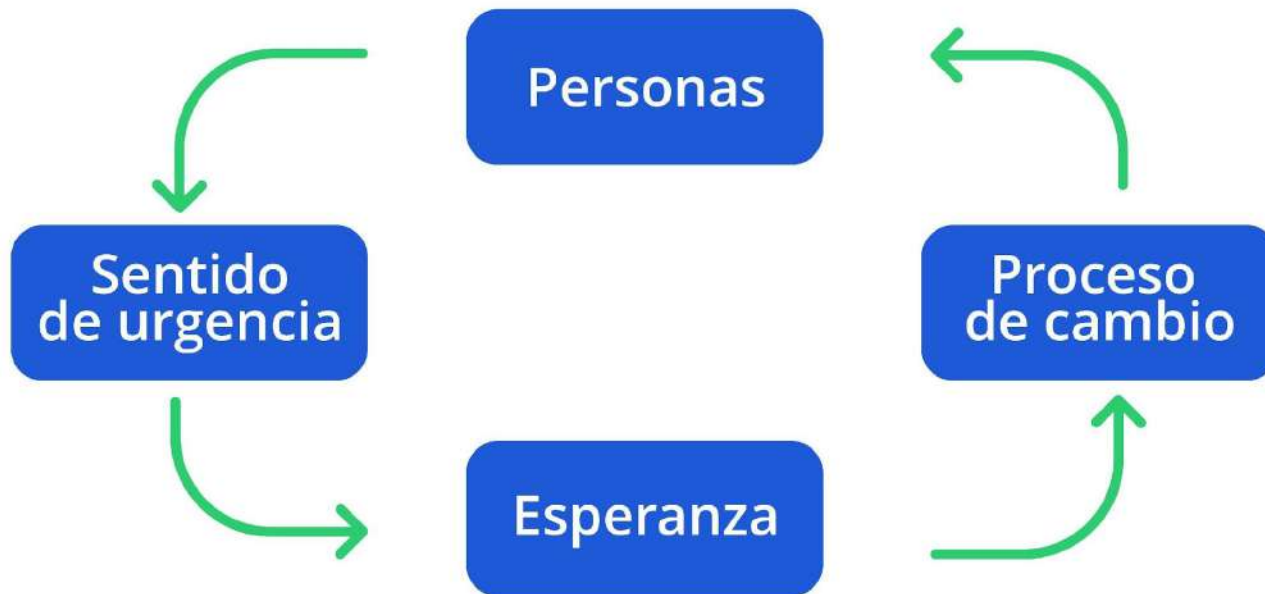 Personas
Sentido
de urgencia
Proceso
de cambio
Esperanza